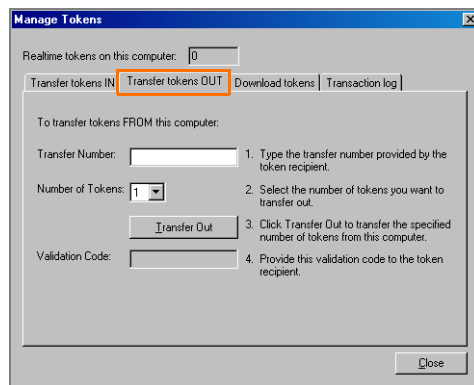 Manage Tokens
Realtime tokens on this computer: 0
Transfer tokens IN Transfer tokens OUT Download tokens Transaction log
To transfer tokens FROM this computer:
Transfer Number: 1. Type the transfer number provided by the
token recipient.
Number of Tokens: 1 2. Select the number of tokens you want to
transfer out.
Transfer Out 3. Click Transfer Out to transfer the specified
number of tokens from this computer.
Validation Code: 4. Provide this validation code to the token
recipient.
Close